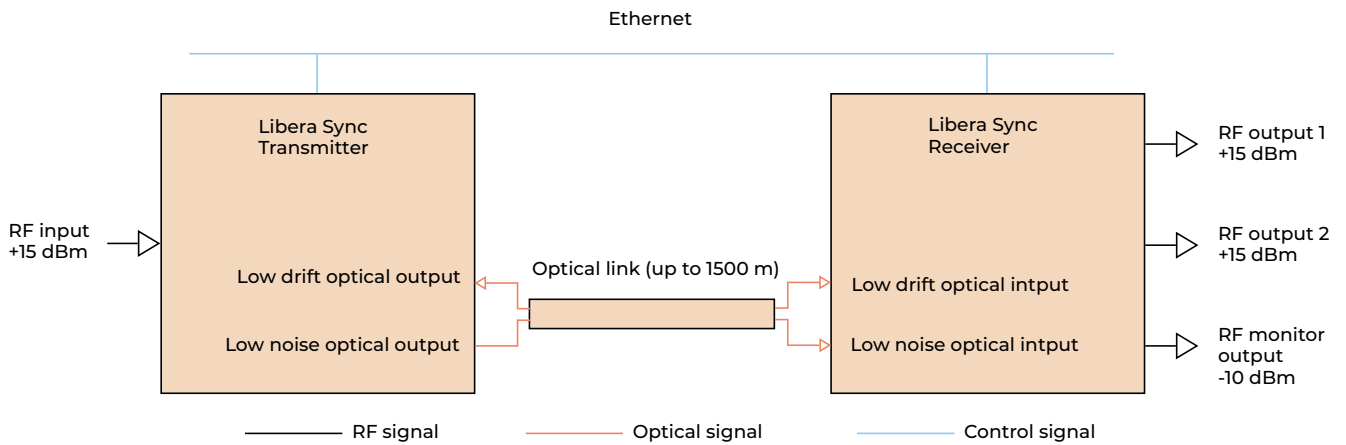 Ethernet
Libera Sync
Transmitter
Libera Sync
Receiver
RF output 1
+15 dBm
RF input
+15 dBm
RF output 2
+15 dBm
Low drift optical output
Optical link (up to 1500 m)
Low drift optical intput
Low noise optical output
Low noise optical intput
RF monitor
output
-10 dBm
RF signal
Optical signal
Control signal